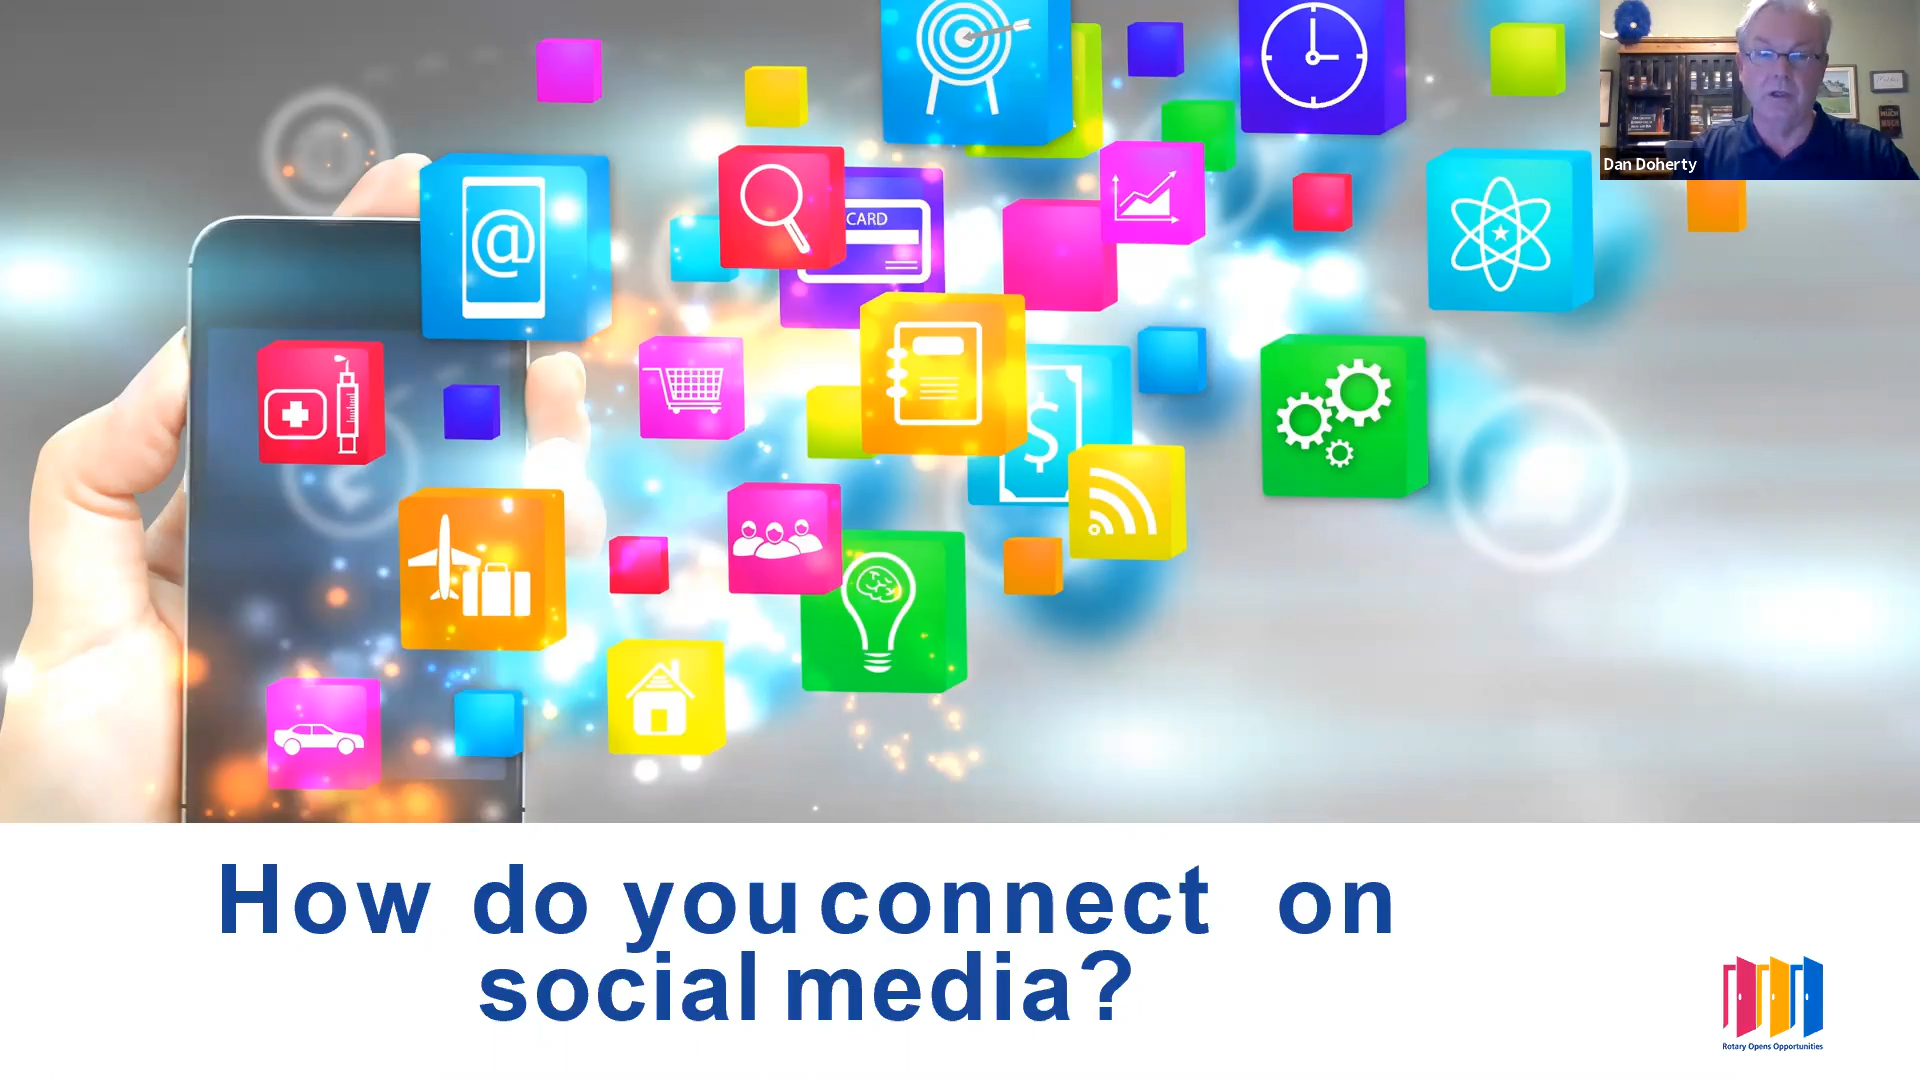 CARD
@
$
Dan Doherty
How do you connect on
social media?
Rotary Opens Opportunities